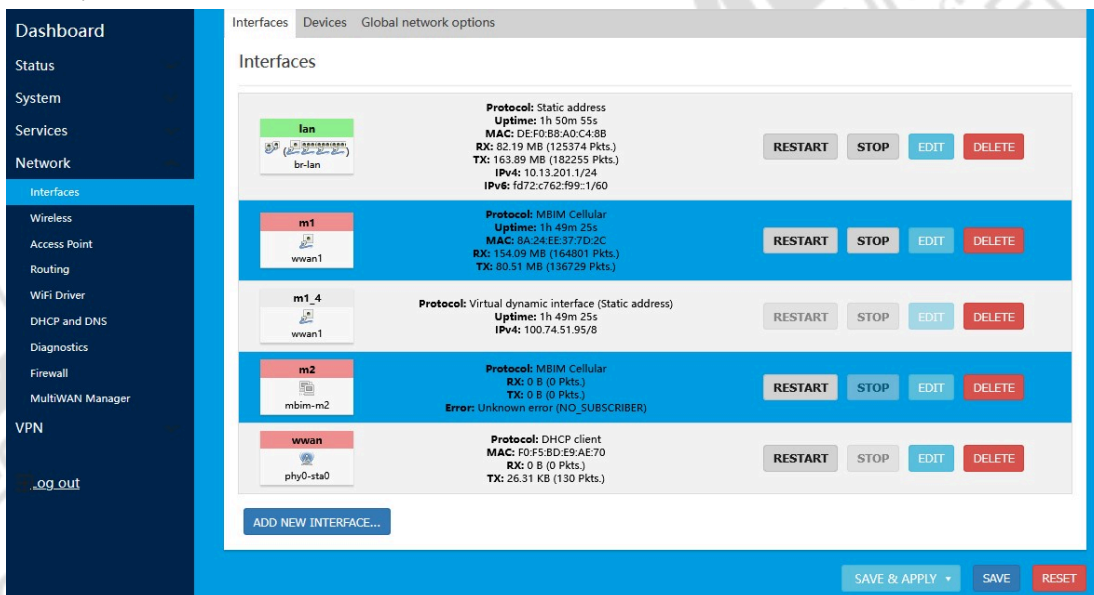 Dashboard
Status
System
Services
Network
Interfaces
Wireless
Access Point
Routing
WiFi Driver
DHCP and DNS
Diagnostics
Firewall
MultiWAN Manager
VPN
Log out
Interfaces Devices Global network options
Interfaces
lan
br-lan
Protocol: Static address
Uptime: 1h 50m 55s
MAC: DE:F0:B8:A0:C4:8B
RX: 82.19 MB (125374 Pkts.)
TX: 163.89 MB (182255 Pkts.)
IPv4: 10.13.201.1/24
IPv6: fd72:c762:f99::1/60
RESTART STOP EDIT DELETE
m1
wwan1
Protocol: MBIM Cellular
Uptime: 1h 49m 25s
MAC: 8A:24:EE:37:7D:2C
RX: 154.09 MB (164801 Pkts.)
TX: 80.51 MB (136729 Pkts.)
RESTART STOP EDIT DELETE
m1_4
wwan1
Protocol: Virtual dynamic interface (Static address)
Uptime: 1h 49m 25s
IPv4: 100.74.51.95/8
RESTART STOP EDIT DELETE
m2
mbim-m2
Protocol: MBIM Cellular
RX: 0 B (0 Pkts.)
TX: 0 B (0 Pkts.)
Error: Unknown error (NO_SUBSCRIBER)
RESTART STOP EDIT DELETE
wwan
phy0-sta0
Protocol: DHCP client
MAC: F0:F5:BD:E9:AE:70
RX: 0 B (0 Pkts.)
TX: 26.31 KB (130 Pkts.)
RESTART STOP EDIT DELETE
ADD NEW INTERFACE...
SAVE & APPLY SAVE RESET